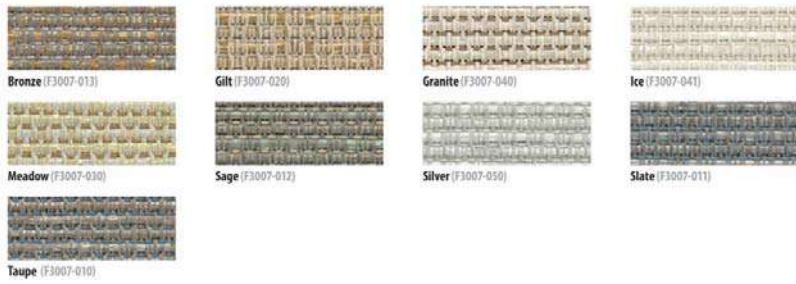 Bronze (F3007-013)
Gilt (F3007-020)
Granite (F3007-040)
Ice (F3007-041)
Meadow (F3007-030)
Sage (F3007-012)
Silver (F3007-050)
Slate (F3007-011)
Taupe (F3007-010)